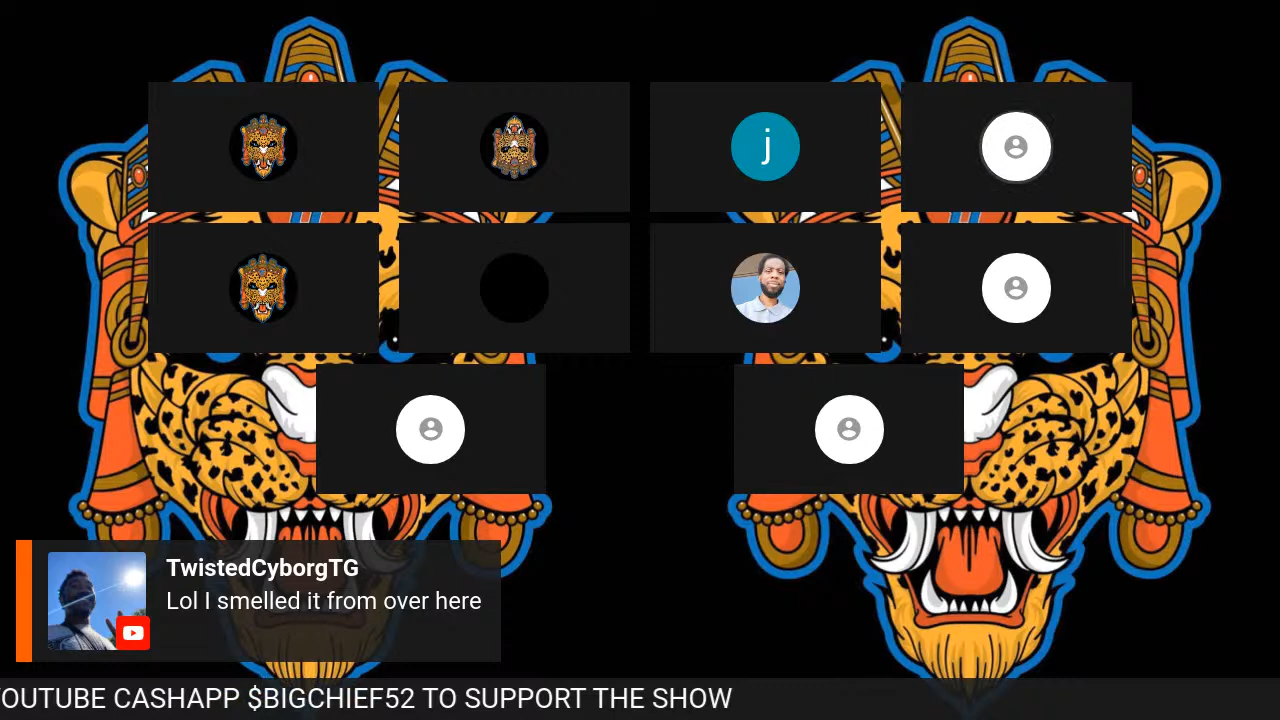 j
TwistedCyborgTG
Lol I smelled it from over here
OUTUBE CASHAPP $BIGCHIEF52 TO SUPPORT THE SHOW